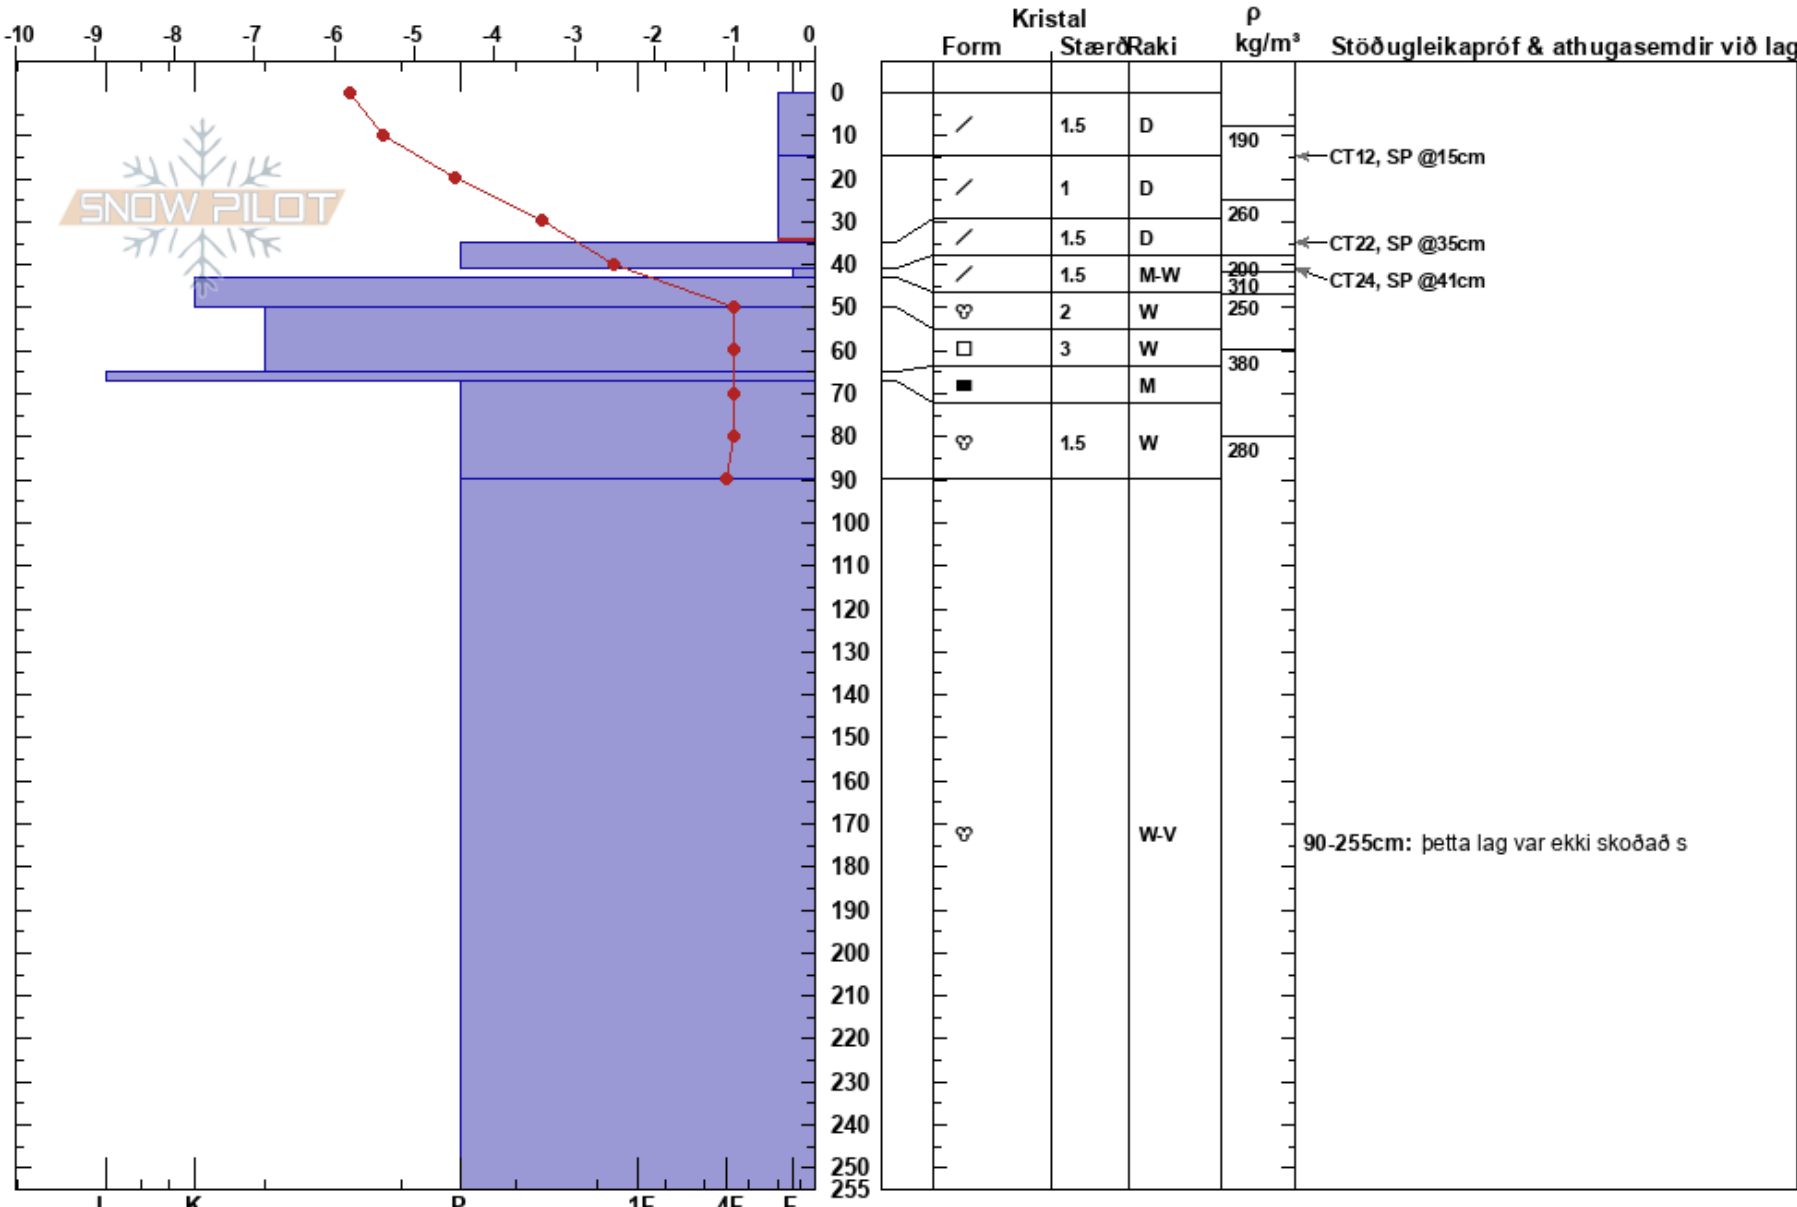 Kristal
ρ
-10 -9 -8 -7 -6 -5 -4 -3 -2 -1 0
Form StærðRaki kg/m³ Stöðugleikapróf & athugasemdir við lag
0
1.5 D
10
190
CT12, SP @15cm
SNOW PILOT
20
1 D
30
260
1.5 D
CT22, SP @35cm
40
1.5 M-W
200
CT24, SP @41cm
310
50
2 W
250
60
3 W
380
70
M
80
1.5 W
280
90
100
110
120
130
140
150
160
170
W-V
90-255cm: þetta lag var ekki skoðað s
180
190
200
210
220
230
240
250
255
I K P 1F 4F F